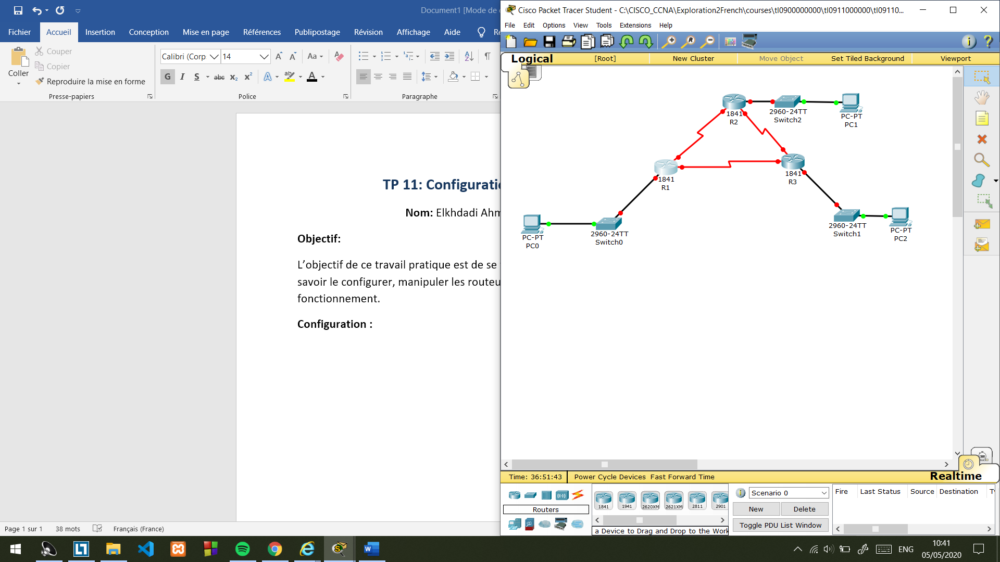 Document1 [Mode de
Fichier Accueil Insertion Conception Mise en page Références Publipostage Révision Affichage Aide
Coller
Couper
Copier
Reproduire la mise en forme
Presse-papiers
Calibri (Corp 14
G I S abc x₂ x²
Aa
A A
Police
Paragraphe
TP 11: Configurati
Nom: Elkhdadi Ahm
Objectif:
L’objectif de ce travail pratique est de se
savoir le configurer, manipuler les routeu
fonctionnement.
Configuration :
Page 1 sur 1 38 mots Français (France)
Cisco Packet Tracer Student - C:\CISCO_CCNA\Exploration2French\courses\tl0900000000\tl0911000000\tl09110...
File Edit Options View Tools Extensions Help
Logical [Root] New Cluster Move Object Set Tiled Background Viewport
1841
R2
2960-24TT
Switch2
PC-PT
PC1
1841
R1
1841
R3
PC-PT
PC0
2960-24TT
Switch0
2960-24TT
Switch1
PC-PT
PC2
Time: 36:51:43 Power Cycle Devices Fast Forward Time
Realtime
Routers
1841 1941 2620XM 2621XM 2811 2901
a Device to Drag and Drop to the Work
Scenario 0
New Delete
Toggle PDU List Window
Fire Last Status Source Destination
ENG
10:41
05/05/2020